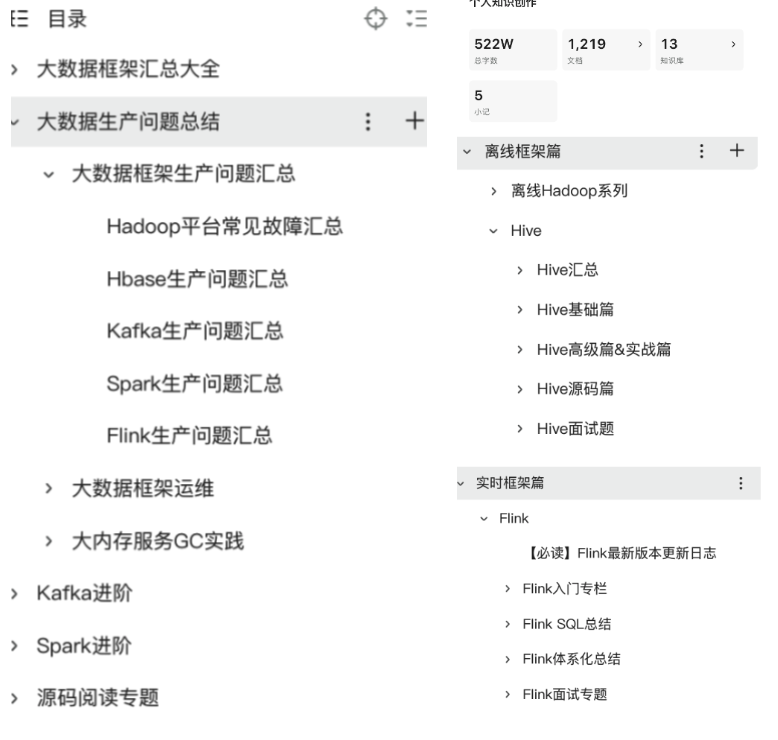 目录
大数据框架汇总大全
大数据生产问题总结
大数据框架生产问题汇总
Hadoop平台常见故障汇总
Hbase生产问题汇总
Kafka生产问题汇总
Spark生产问题汇总
Flink生产问题汇总
大数据框架运维
大内存服务GC实践
Kafka进阶
Spark进阶
源码阅读专题
个人知识创作
522W
总字数
1,219
文档
13
知识库
5
小记
离线框架篇
离线Hadoop系列
Hive
Hive汇总
Hive基础篇
Hive高级篇&实战篇
Hive源码篇
Hive面试题
实时框架篇
Flink
【必读】Flink最新版本更新日志
Flink入门专栏
Flink SQL总结
Flink体系化总结
Flink面试专题